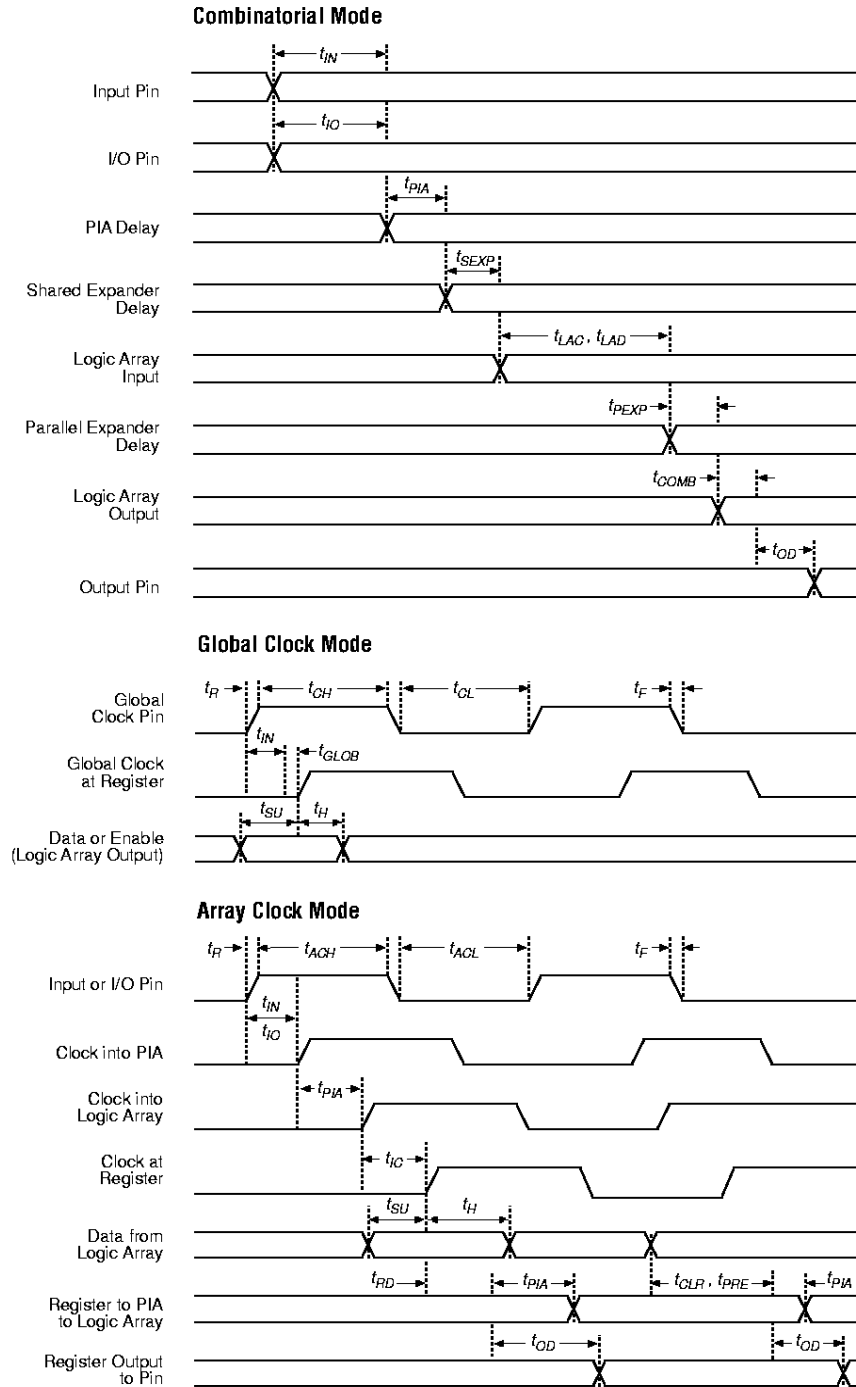 Combinatorial Mode
tIN
Input Pin
tIO
I/O Pin
tPIA
PIA Delay
tSEXP
Shared Expander
Delay
tLAC , tLAD
Logic Array
Input
tPEXP
Parallel Expander
Delay
tCOMB
Logic Array
Output
tOD
Output Pin
Global Clock Mode
tR tCH tCL tF
Global
Clock Pin
tIN tGLOB
Global Clock
at Register
tSU tH
Data or Enable
(Logic Array Output)
Array Clock Mode
tR tACH tACL tF
Input or I/O Pin
tIN
tIO
Clock into PIA
tPIA
Clock into
Logic Array
tIC
Clock at
Register
tSU tH
Data from
Logic Array
tRD tPIA tCLR , tPRE tPIA
Register to PIA
to Logic Array
tOD tOD
Register Output
to Pin